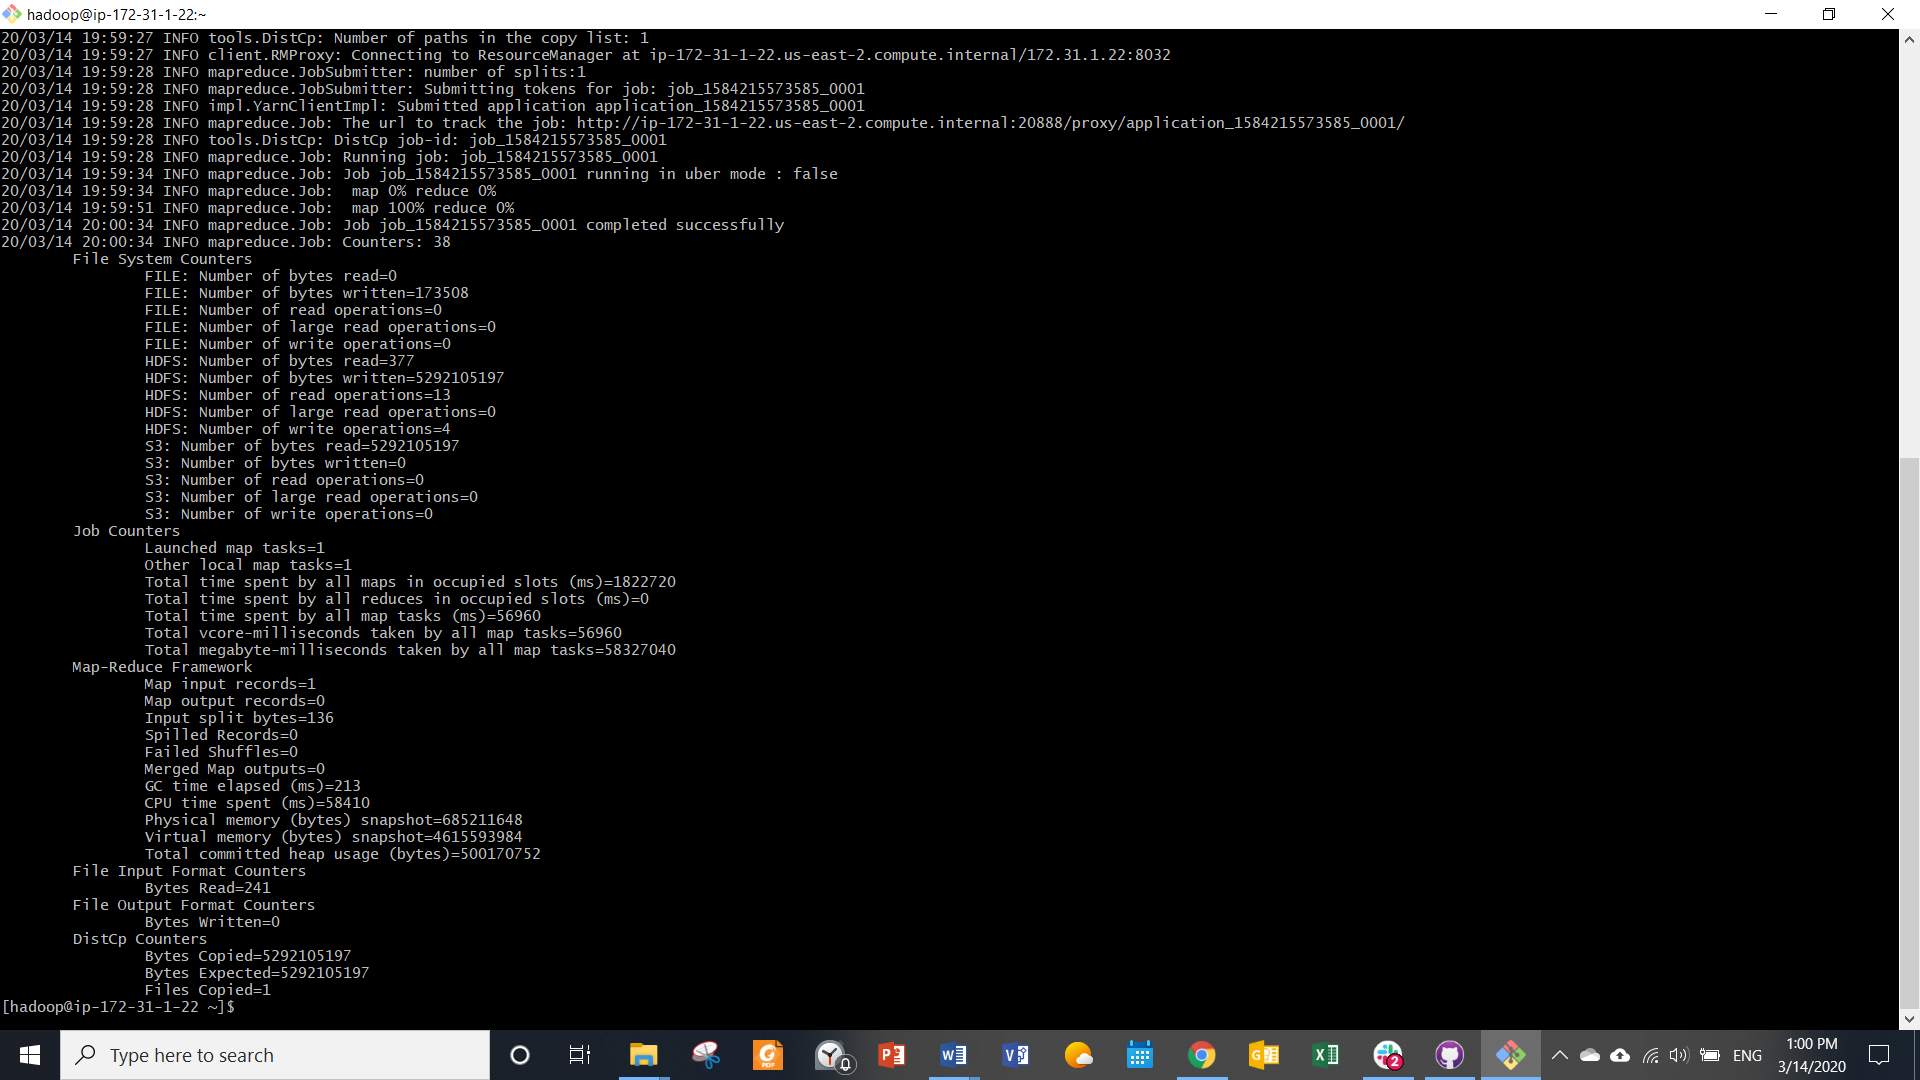 hadoop@ip-172-31-1-22:~
20/03/14 19:59:27 INFO tools.DistCp: Number of paths in the copy list: 1
20/03/14 19:59:27 INFO client.RMProxy: Connecting to ResourceManager at ip-172-31-1-22.us-east-2.compute.internal/172.31.1.22:8032
20/03/14 19:59:28 INFO mapreduce.JobSubmitter: number of splits:1
20/03/14 19:59:28 INFO mapreduce.JobSubmitter: Submitting tokens for job: job_1584215573585_0001
20/03/14 19:59:28 INFO impl.YarnClientImpl: Submitted application application_1584215573585_0001
20/03/14 19:59:28 INFO mapreduce.Job: The url to track the job: http://ip-172-31-1-22.us-east-2.compute.internal:20888/proxy/application_1584215573585_0001/
20/03/14 19:59:28 INFO tools.DistCp: DistCp job-id: job_1584215573585_0001
20/03/14 19:59:28 INFO mapreduce.Job: Running job: job_1584215573585_0001
20/03/14 19:59:34 INFO mapreduce.Job: Job job_1584215573585_0001 running in uber mode : false
20/03/14 19:59:34 INFO mapreduce.Job:  map 0% reduce 0%
20/03/14 19:59:51 INFO mapreduce.Job:  map 100% reduce 0%
20/03/14 20:00:34 INFO mapreduce.Job: Job job_1584215573585_0001 completed successfully
20/03/14 20:00:34 INFO mapreduce.Job: Counters: 38
File System Counters
FILE: Number of bytes read=0
FILE: Number of bytes written=173508
FILE: Number of read operations=0
FILE: Number of large read operations=0
FILE: Number of write operations=0
HDFS: Number of bytes read=377
HDFS: Number of bytes written=5292105197
HDFS: Number of read operations=13
HDFS: Number of large read operations=0
HDFS: Number of write operations=4
S3: Number of bytes read=5292105197
S3: Number of bytes written=0
S3: Number of read operations=0
S3: Number of large read operations=0
S3: Number of write operations=0
Job Counters
Launched map tasks=1
Other local map tasks=1
Total time spent by all maps in occupied slots (ms)=1822720
Total time spent by all reduces in occupied slots (ms)=0
Total time spent by all map tasks (ms)=56960
Total vcore-milliseconds taken by all map tasks=56960
Total megabyte-milliseconds taken by all map tasks=58327040
Map-Reduce Framework
Map input records=1
Map output records=0
Input split bytes=136
Spilled Records=0
Failed Shuffles=0
Merged Map outputs=0
GC time elapsed (ms)=213
CPU time spent (ms)=58410
Physical memory (bytes) snapshot=685211648
Virtual memory (bytes) snapshot=4615593984
Total committed heap usage (bytes)=500170752
File Input Format Counters
Bytes Read=241
File Output Format Counters
Bytes Written=0
DistCp Counters
Bytes Copied=5292105197
Bytes Expected=5292105197
Files Copied=1
[hadoop@ip-172-31-1-22 ~]$
Type here to search
ENG
1:00 PM
3/14/2020
2